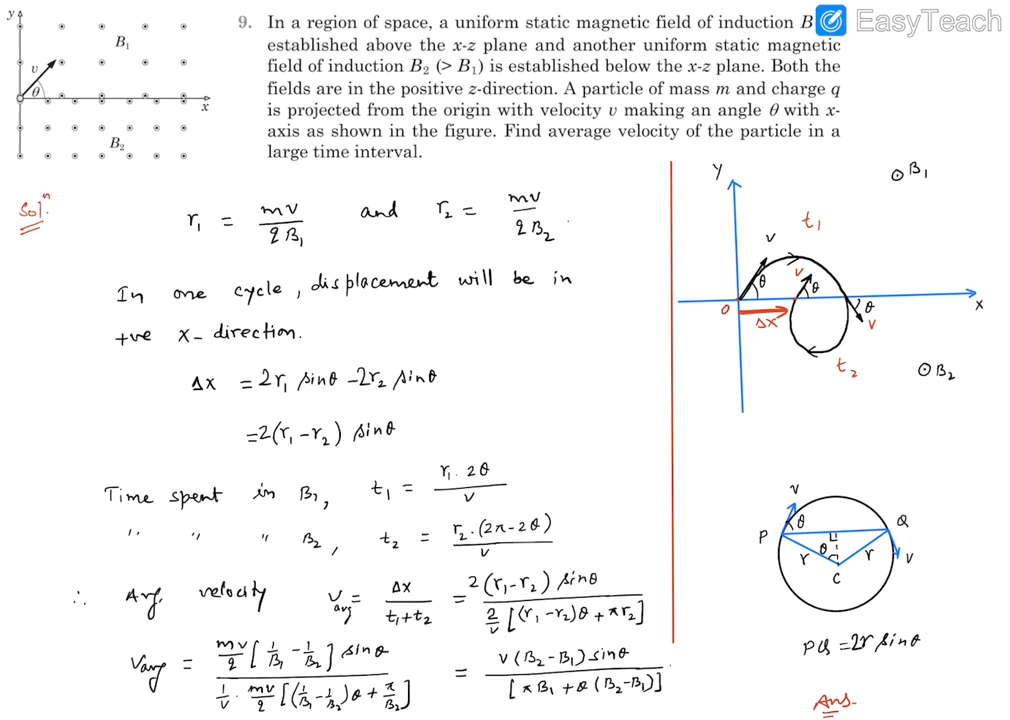 EasyTeach
9. In a region of space, a uniform static magnetic field of induction B
established above the x-z plane and another uniform static magnetic
field of induction B₂ (> B₁) is established below the x-z plane. Both the
fields are in the positive z-direction. A particle of mass m and charge q
is projected from the origin with velocity υ making an angle θ with x-
axis as shown in the figure. Find average velocity of the particle in a
large time interval.
y
B₁
υ
θ
x
B₂
Solⁿ.
r₁ = mv/qB₁ and r₂ = mv/qB₂.
In one cycle, displacement will be in
+ve x-direction.
Δx = 2r₁ sinθ - 2r₂ sinθ
= 2(r₁ - r₂) sinθ
Time spent in B₁, t₁ = r₁·2θ/v
" " " B₂, t₂ = r₂·(2π-2θ)/v
∴ Avg. velocity v_avg = Δx/(t₁+t₂) = 2(r₁-r₂) sinθ / (2/v [(r₁-r₂)θ + πr₂])
v_avg = mv/q [1/B₁ - 1/B₂] sinθ / (1/v · mv/q [(1/B₁ - 1/B₂)θ + π/B₂]) = v(B₂-B₁) sinθ / [πB₁ + θ(B₂-B₁)]
Y
⊙B₁
t₁
v
θ
v
θ
θ
O
Δx
v
x
t₂
⊙B₂
v
θ
P
Q
θ
r
r
v
C
PQ = 2r sinθ
Ans.